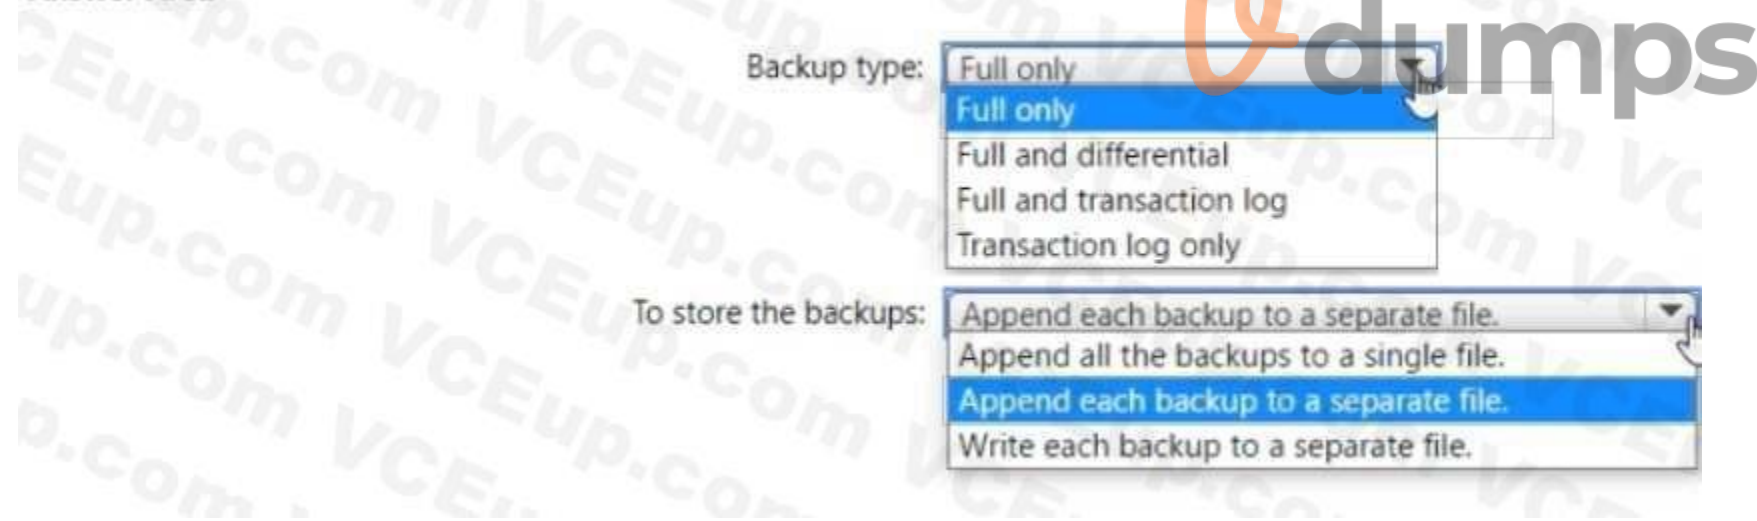 dumps
Backup type: Full only
Full only
Full and differential
Full and transaction log
Transaction log only
To store the backups: Append each backup to a separate file.
Append all the backups to a single file.
Append each backup to a separate file.
Write each backup to a separate file.
VCEup.com